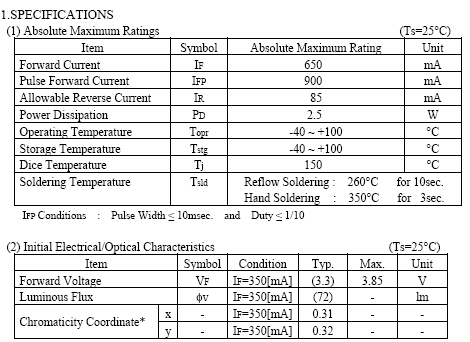 1.SPECIFICATIONS
(1) Absolute Maximum Ratings (Ts=25°C)
Item Symbol Absolute Maximum Rating Unit
Forward Current IF 650 mA
Pulse Forward Current IFP 900 mA
Allowable Reverse Current IR 85 mA
Power Dissipation PD 2.5 W
Operating Temperature Topr -40 ~ +100 °C
Storage Temperature Tstg -40 ~ +100 °C
Dice Temperature Tj 150 °C
Soldering Temperature Tsld Reflow Soldering : 260°C for 10sec.
Hand Soldering : 350°C for 3sec.
IFP Conditions : Pulse Width ≤ 10msec. and Duty ≤ 1/10
(2) Initial Electrical/Optical Characteristics (Ts=25°C)
Item Symbol Condition Typ. Max. Unit
Forward Voltage VF IF=350[mA] (3.3) 3.85 V
Luminous Flux ϕv IF=350[mA] (72) - lm
Chromaticity Coordinate* x - IF=350[mA] 0.31 - -
y - IF=350[mA] 0.32 - -